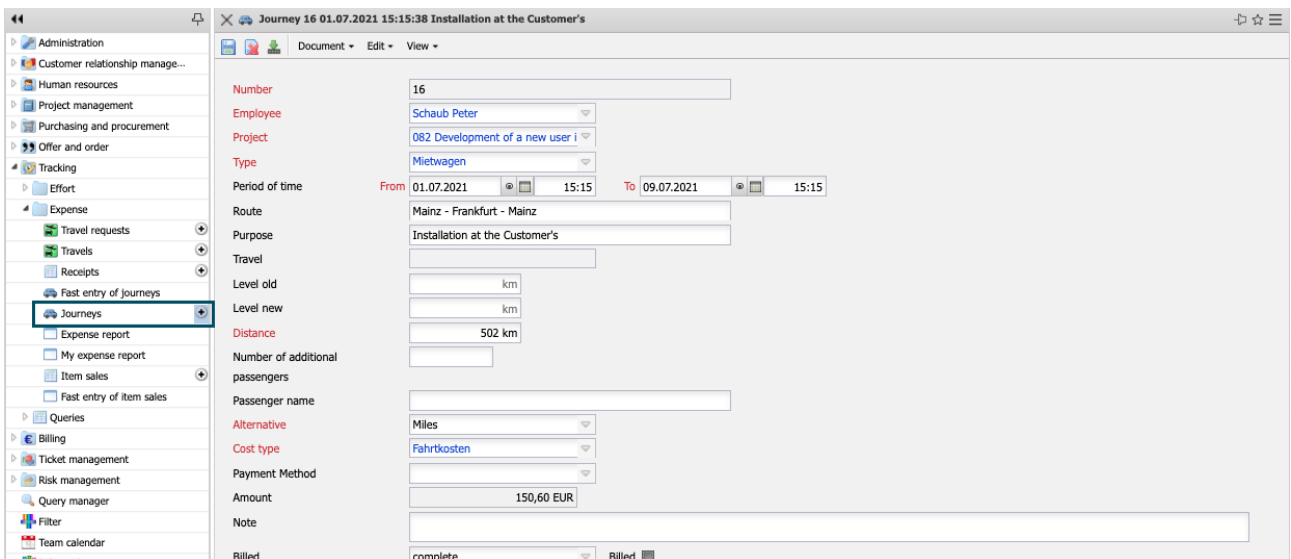 Journey 16 01.07.2021 15:15:38 Installation at the Customer's
Administration
Customer relationship manage...
Human resources
Project management
Purchasing and procurement
Offer and order
Tracking
Effort
Expense
Travel requests
Travels
Receipts
Fast entry of journeys
Journeys
Expense report
My expense report
Item sales
Fast entry of item sales
Queries
Billing
Ticket management
Risk management
Query manager
Filter
Team calendar
Document Edit View
Number 16
Employee Schaub Peter
Project 082 Development of a new user i
Type Mietwagen
Period of time From 01.07.2021 15:15 To 09.07.2021 15:15
Route Mainz - Frankfurt - Mainz
Purpose Installation at the Customer's
Travel
Level old km
Level new km
Distance 502 km
Number of additional
passengers
Passenger name
Alternative Miles
Cost type Fahrtkosten
Payment Method
Amount 150,60 EUR
Note
Billed complete Billed